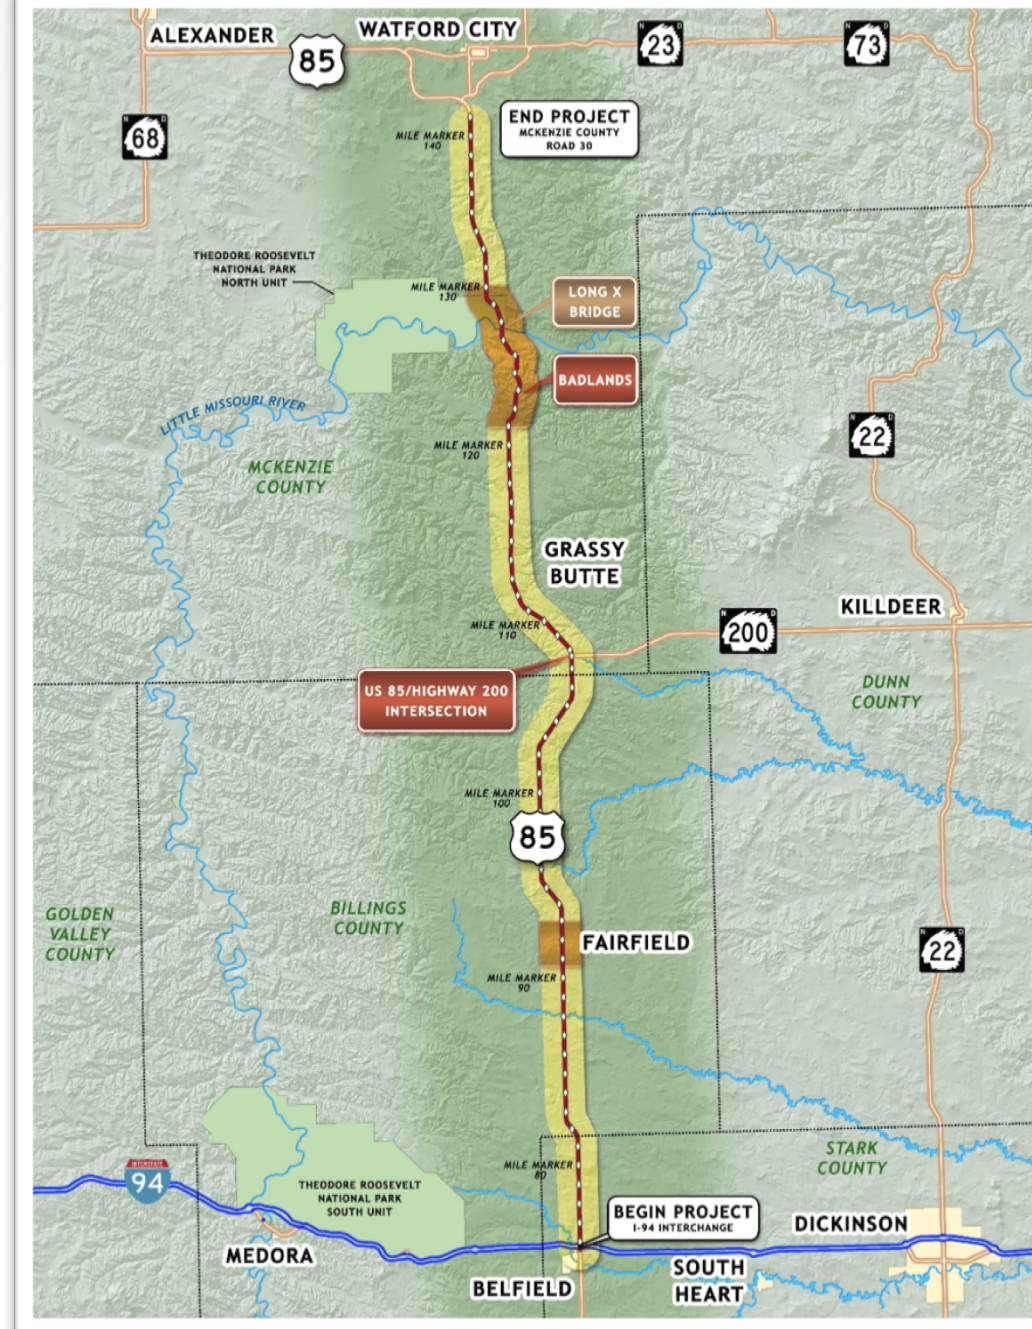 ALEXANDER
WATFORD CITY
85
N D
23
N D
73
N D
68
END PROJECT
MCKENZIE COUNTY
ROAD 30
MILE MARKER
140
THEODORE ROOSEVELT
NATIONAL PARK
NORTH UNIT
MILE MARKER
130
LONG X
BRIDGE
BADLANDS
LITTLE MISSOURI RIVER
MILE MARKER
120
N D
22
MCKENZIE
COUNTY
GRASSY
BUTTE
KILLDEER
MILE MARKER
110
N D
200
US 85/HIGHWAY 200
INTERSECTION
DUNN
COUNTY
MILE MARKER
100
85
GOLDEN
VALLEY
COUNTY
BILLINGS
COUNTY
FAIRFIELD
N D
22
MILE MARKER
90
STARK
COUNTY
MILE MARKER
80
INTERSTATE
94
THEODORE ROOSEVELT
NATIONAL PARK
SOUTH UNIT
BEGIN PROJECT
I-94 INTERCHANGE
DICKINSON
MEDORA
BELFIELD
SOUTH
HEART